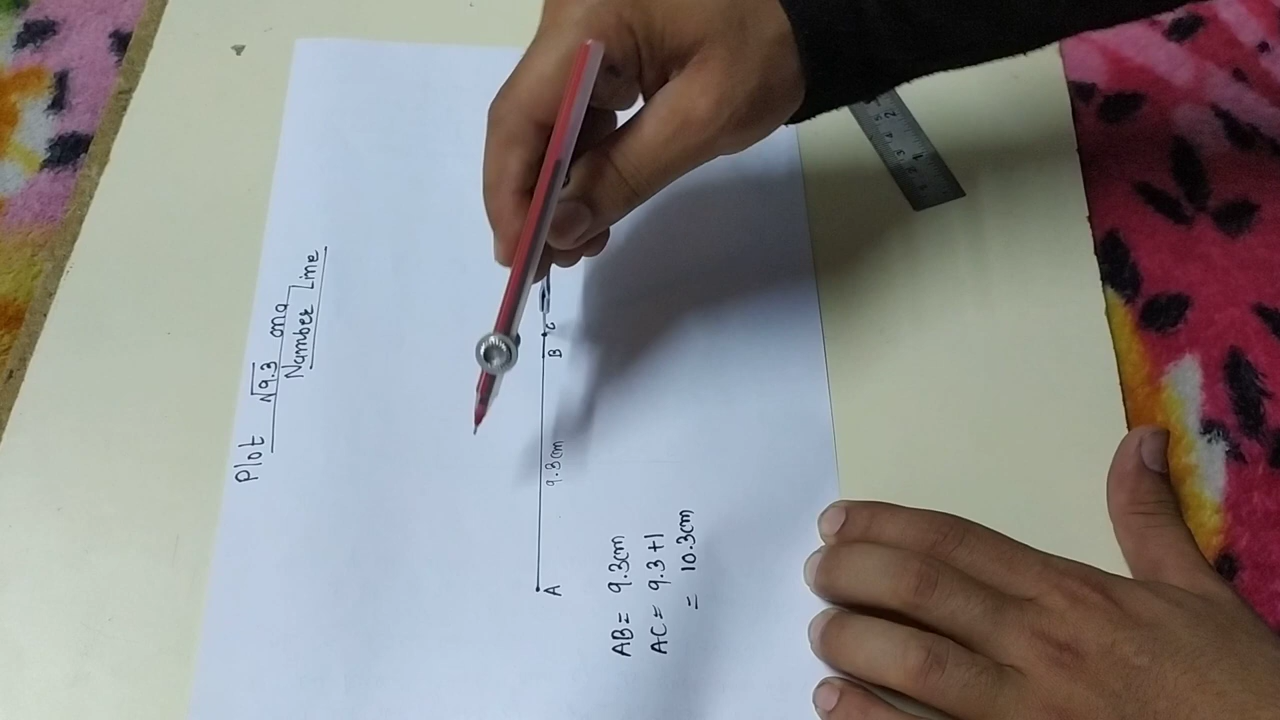 Plot √9.3 on a
Number Line
A 9.3cm B C
AB = 9.3cm
AC = 9.3+1
= 10.3cm